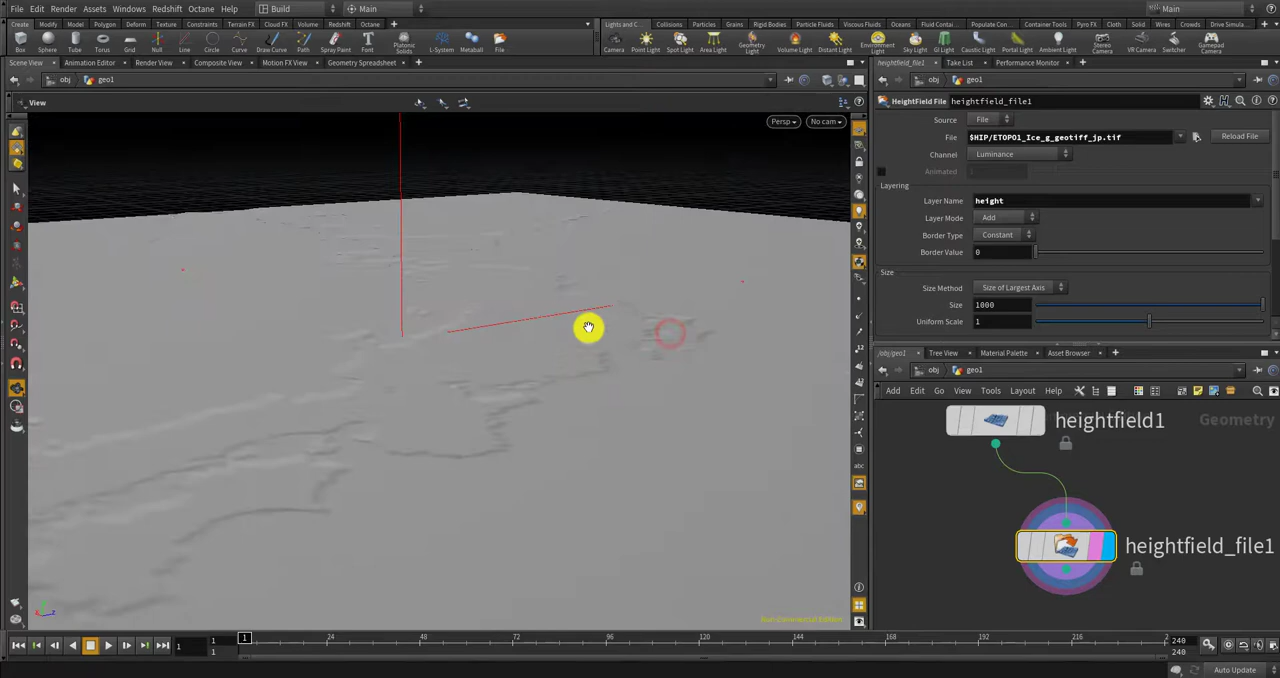 File Edit Render Assets Windows Redshift Octane Help Build Main Main
Create Modify Model Polygon Deform Texture Constraints Terrain FX Cloud FX Volume Redshift Octane
Lights and C... Collisions Particles Grains Rigid Bodies Particle Fluids Viscous Fluids Oceans Fluid Contai... Populate Con... Container Tools Pyro FX Cloth Solid Wires Crowds Drive Simula...
Box Sphere Tube Torus Grid Null Line Circle Curve Draw Curve Path Spray Paint Font Platonic Solids L-System Metaball File
Camera Point Light Spot Light Area Light Geometry Light Volume Light Distant Light Environment Light Sky Light GI Light Caustic Light Portal Light Ambient Light Stereo Camera VR Camera Switcher Gamepad Camera
Scene View Animation Editor Render View Composite View Motion FX View Geometry Spreadsheet
heightfield_file1 Take List Performance Monitor
obj geo1
obj geo1
View
Persp No cam
HeightField File heightfield_file1
Source File
File $HIP/ETOPO1_Ice_g_geotiff_jp.tif Reload File
Channel Luminance
Animated
Layering
Layer Name height
Layer Mode Add
Border Type Constant
Border Value 0
Size
Size Method Size of Largest Axis
Size 1000
Uniform Scale 1
/obj/geo1 Tree View Material Palette Asset Browser
obj geo1
Add Edit Go View Tools Layout Help
Geometry
heightfield1
heightfield_file1
abc
Non-Commercial Edition
1 1 1 1 24 48 72 96 120 144 168 192 216 2 240 240
Auto Update